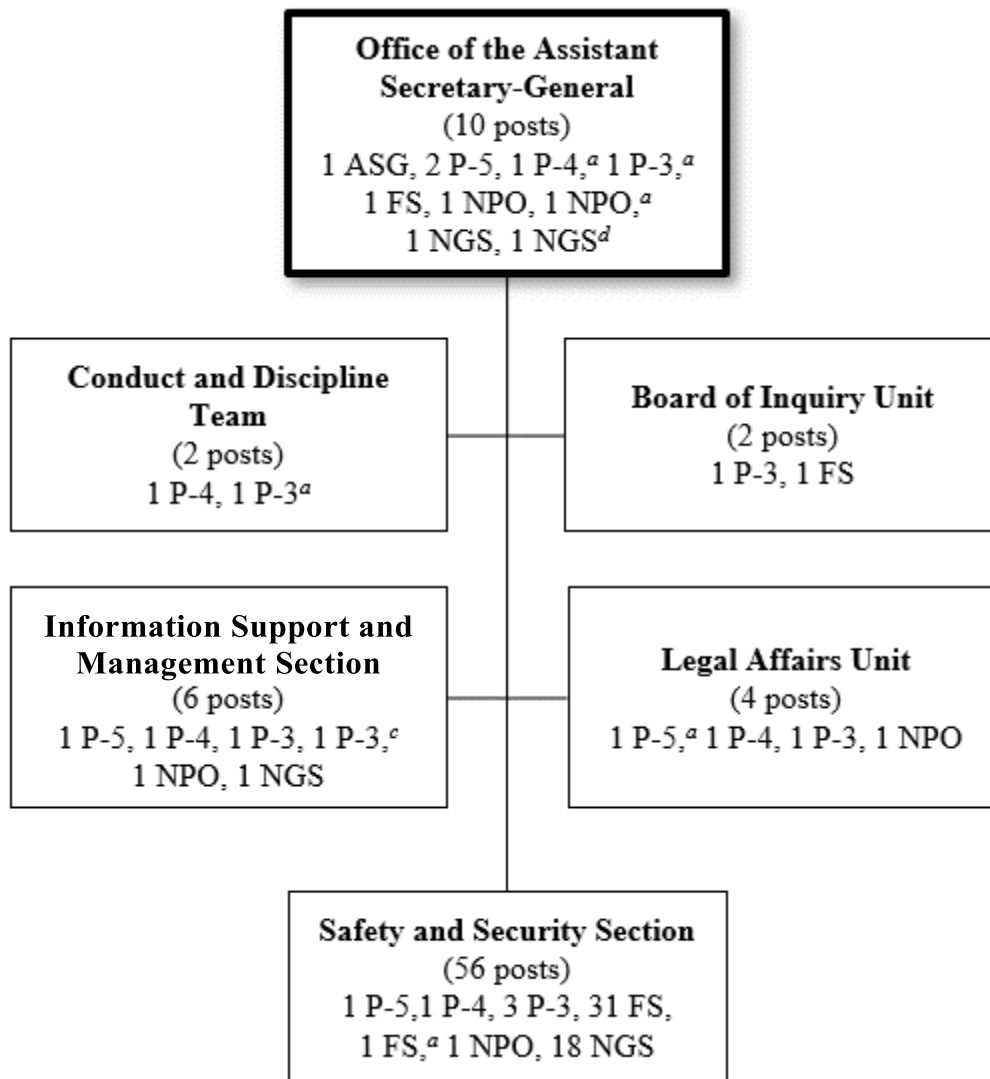 Office of the Assistant
Secretary-General
(10 posts)
1 ASG, 2 P-5, 1 P-4,ᵃ 1 P-3,ᵃ
1 FS, 1 NPO, 1 NPO,ᵃ
1 NGS, 1 NGSᵈ
Conduct and Discipline
Team
(2 posts)
1 P-4, 1 P-3ᵃ
Board of Inquiry Unit
(2 posts)
1 P-3, 1 FS
Information Support and
Management Section
(6 posts)
1 P-5, 1 P-4, 1 P-3, 1 P-3,ᶜ
1 NPO, 1 NGS
Legal Affairs Unit
(4 posts)
1 P-5,ᵃ 1 P-4, 1 P-3, 1 NPO
Safety and Security Section
(56 posts)
1 P-5,1 P-4, 3 P-3, 31 FS,
1 FS,ᵃ 1 NPO, 18 NGS